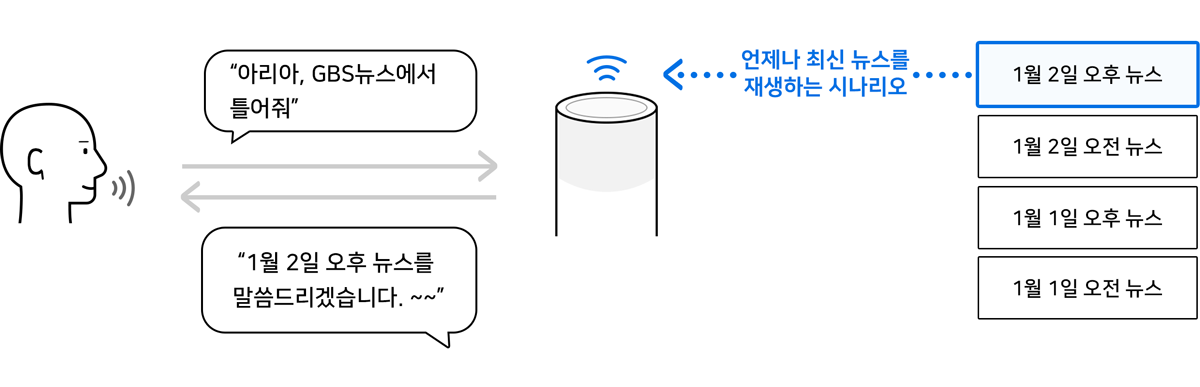 “아리아, GBS뉴스에서
틀어줘”
“1월 2일 오후 뉴스를
말씀드리겠습니다. ~~”
언제나 최신 뉴스를
재생하는 시나리오
1월 2일 오후 뉴스
1월 2일 오전 뉴스
1월 1일 오후 뉴스
1월 1일 오전 뉴스